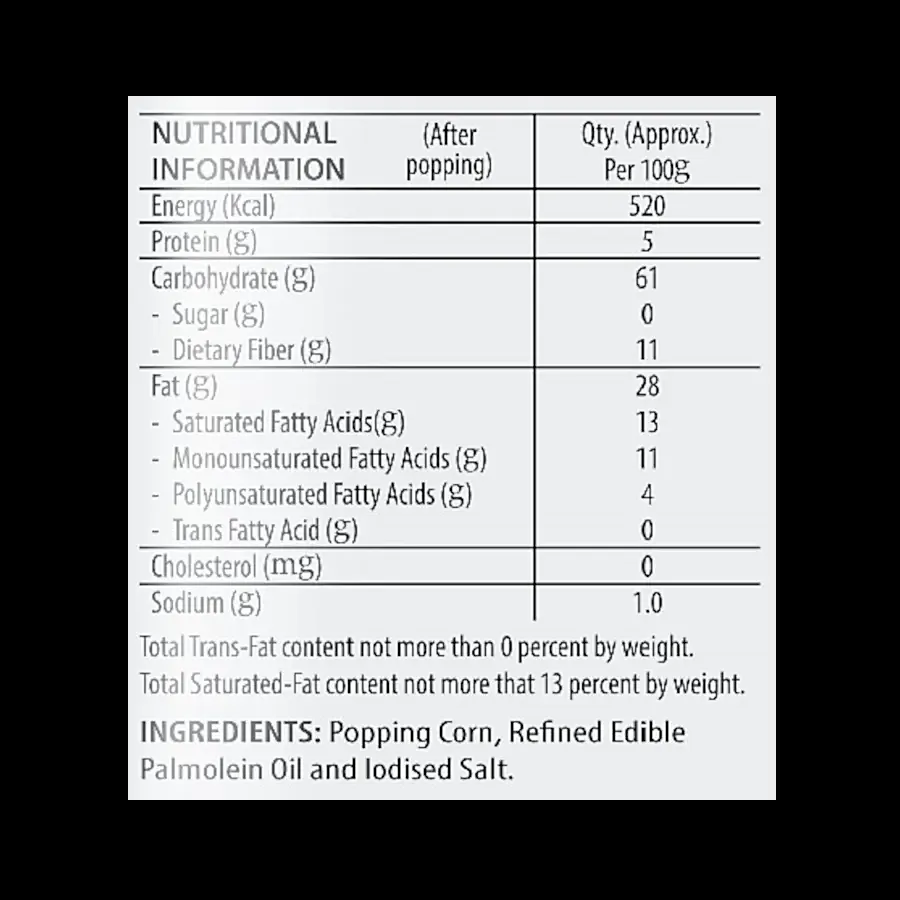 NUTRITIONAL (After Qty. (Approx.)
INFORMATION popping) Per 100g
Energy (Kcal) 520
Protein (g) 5
Carbohydrate (g) 61
- Sugar (g) 0
- Dietary Fiber (g) 11
Fat (g) 28
- Saturated Fatty Acids(g) 13
- Monounsaturated Fatty Acids (g) 11
- Polyunsaturated Fatty Acids (g) 4
- Trans Fatty Acid (g) 0
Cholesterol (mg) 0
Sodium (g) 1.0
Total Trans-Fat content not more than 0 percent by weight.
Total Saturated-Fat content not more that 13 percent by weight.
INGREDIENTS: Popping Corn, Refined Edible
Palmolein Oil and Iodised Salt.